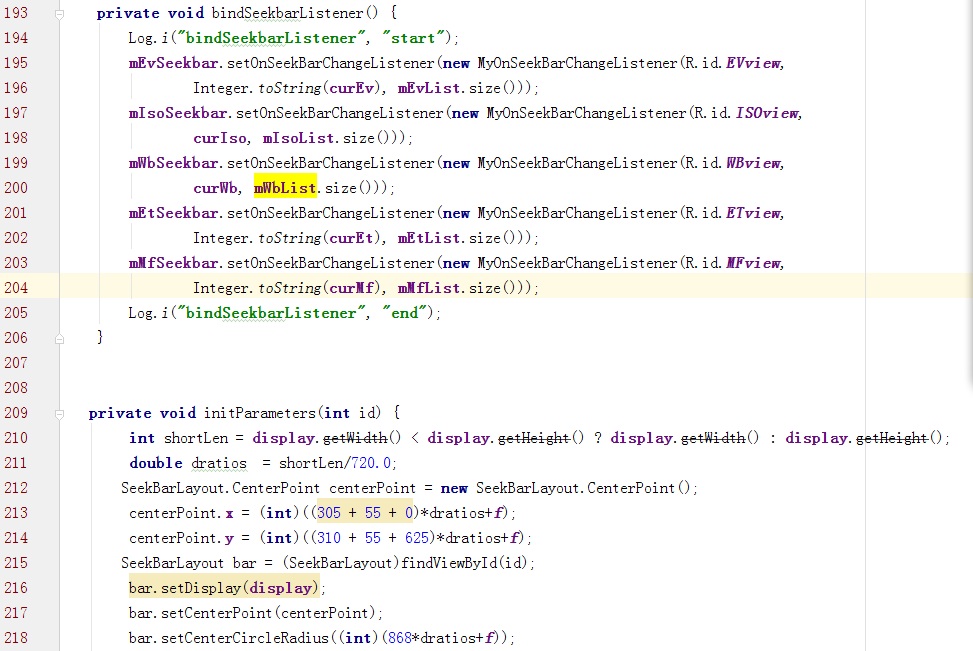 193 private void bindSeekbarListener() {
194 Log.i("bindSeekbarListener", "start");
195 mEvSeekbar.setOnSeekBarChangeListener(new MyOnSeekBarChangeListener(R.id.EVview,
196 Integer.toString(curEv), mEvList.size()));
197 mIsoSeekbar.setOnSeekBarChangeListener(new MyOnSeekBarChangeListener(R.id.ISOview,
198 curIso, mIsoList.size()));
199 mWbSeekbar.setOnSeekBarChangeListener(new MyOnSeekBarChangeListener(R.id.WBview,
200 curWb, mWbList.size()));
201 mEtSeekbar.setOnSeekBarChangeListener(new MyOnSeekBarChangeListener(R.id.ETview,
202 Integer.toString(curEt), mEtList.size()));
203 mMfSeekbar.setOnSeekBarChangeListener(new MyOnSeekBarChangeListener(R.id.MFview,
204 Integer.toString(curMf), mMfList.size()));
205 Log.i("bindSeekbarListener", "end");
206 }
207
208
209 private void initParameters(int id) {
210 int shortLen = display.getWidth() < display.getHeight() ? display.getWidth() : display.getHeight();
211 double dratios = shortLen/720.0;
212 SeekBarLayout.CenterPoint centerPoint = new SeekBarLayout.CenterPoint();
213 centerPoint.x = (int)((305 + 55 + 0)*dratios+f);
214 centerPoint.y = (int)((310 + 55 + 625)*dratios+f);
215 SeekBarLayout bar = (SeekBarLayout)findViewById(id);
216 bar.setDisplay(display);
217 bar.setCenterPoint(centerPoint);
218 bar.setCenterCircleRadius((int)(868*dratios+f));